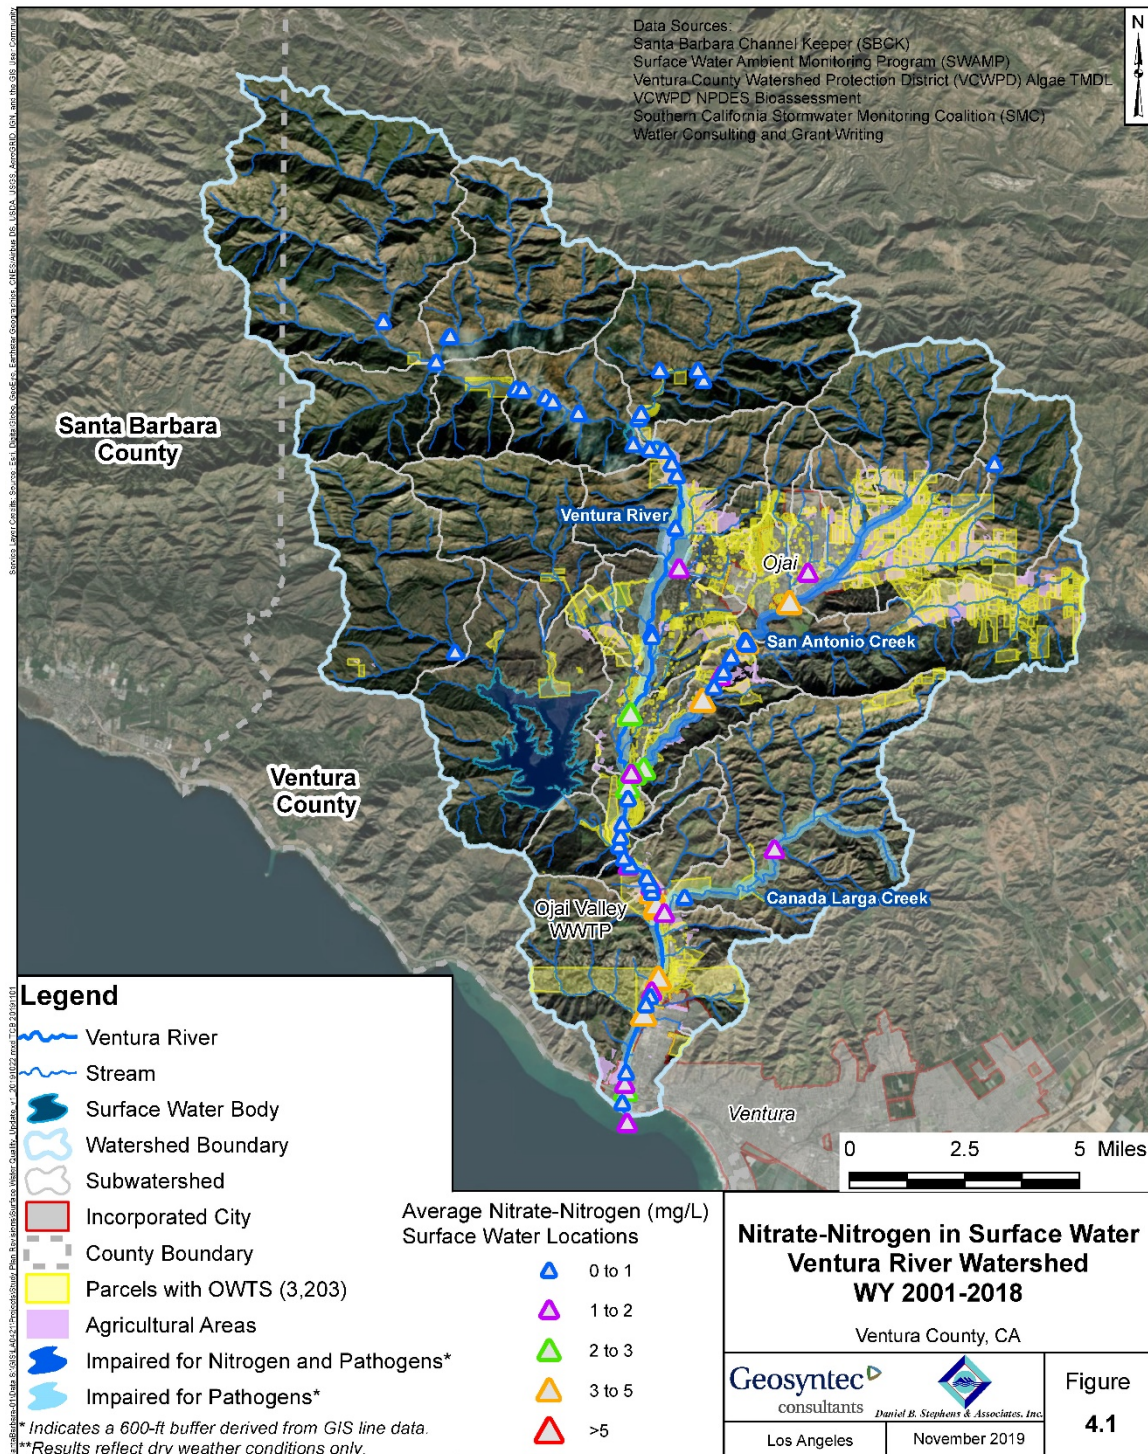 Data Sources:
Santa Barbara Channel Keeper (SBCK)
Surface Water Ambient Monitoring Program (SWAMP)
Ventura County Watershed Protection District (VCWPD) Algae TMDL
VCWPD NPDES Bioassessment
Southern California Stormwater Monitoring Coalition (SMC)
Watler Consulting and Grant Writing
N
Santa Barbara
County
Ventura River
Ojai
San Antonio Creek
Ventura
County
Canada Larga Creek
Ojai Valley
WWTP
Ventura
0 2.5 5 Miles
Legend
Ventura River
Stream
Surface Water Body
Watershed Boundary
Subwatershed
Incorporated City
County Boundary
Parcels with OWTS (3,203)
Agricultural Areas
Impaired for Nitrogen and Pathogens*
Impaired for Pathogens*
* Indicates a 600-ft buffer derived from GIS line data.
**Results reflect dry weather conditions only.
Average Nitrate-Nitrogen (mg/L)
Surface Water Locations
0 to 1
1 to 2
2 to 3
3 to 5
>5
Nitrate-Nitrogen in Surface Water
Ventura River Watershed
WY 2001-2018
Ventura County, CA
Geosyntec
consultants
Daniel B. Stephens & Associates, Inc.
Los Angeles
November 2019
Figure
4.1